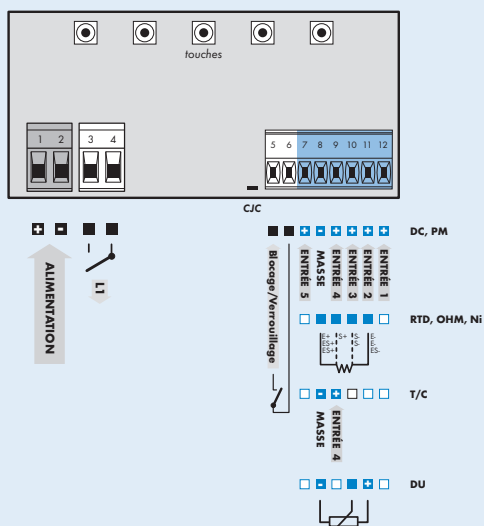 touches
1 2 3 4
5 6 7 8 9 10 11 12
CJC
+ -
+ - + + + + DC, PM
ALIMENTATION
L1
Blocage/Verrouillage
ENTRÉE 5
MASSE
ENTRÉE 4
ENTRÉE 3
ENTRÉE 2
ENTRÉE 1
RTD, OHM, Ni
E+ S+ S- E-
ES+ S- E-
ES+ ES-
- + T/C
MASSE
ENTRÉE 4
- + DU